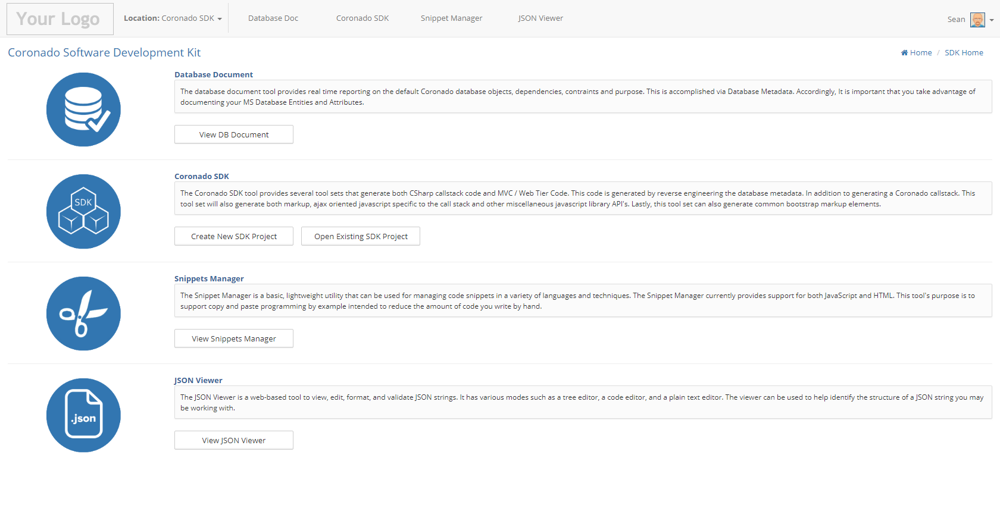 Your Logo
Location: Coronado SDK
Database Doc
Coronado SDK
Snippet Manager
JSON Viewer
Sean
Coronado Software Development Kit
Home / SDK Home
Database Document
The database document tool provides real time reporting on the default Coronado database objects, dependencies, contraints and purpose. This is accomplished via Database Metadata. Accordingly, It is important that you take advantage of
documenting your MS Database Entities and Attributes.
View DB Document
SDK
Coronado SDK
The Coronado SDK tool provides several tool sets that generate both CSharp callstack code and MVC / Web Tier Code. This code is generated by reverse engineering the database metadata. In addition to generating a Coronado callstack. This
tool set will also generate both markup, ajax oriented javascript specific to the call stack and other miscellaneous javascript library API's. Lastly, this tool set can also generate common bootstrap markup elements.
Create New SDK Project
Open Existing SDK Project
Snippets Manager
The Snippet Manager is a basic, lightweight utility that can be used for managing code snippets in a variety of languages and techniques. The Snippet Manager currently provides support for both JavaScript and HTML. This tool's purpose is to
support copy and paste programming by example intended to reduce the amount of code you write by hand.
View Snippets Manager
.json
JSON Viewer
The JSON Viewer is a web-based tool to view, edit, format, and validate JSON strings. It has various modes such as a tree editor, a code editor, and a plain text editor. The viewer can be used to help identify the structure of a JSON string you may
be working with.
View JSON Viewer